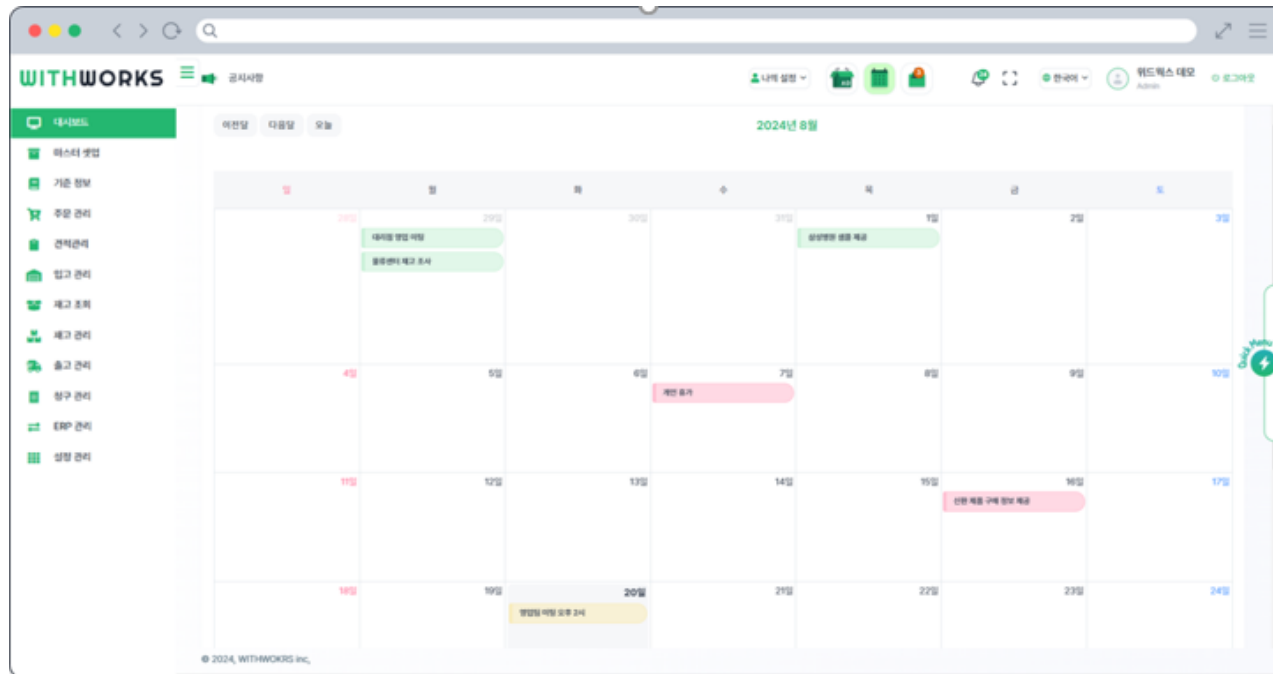 WITHWORKS
공지사항
나의 설정
한국어
위드웍스 데모
Admin
로그아웃
대시보드
마스터 셋업
기준 정보
주문 관리
견적관리
입고 관리
재고 조회
재고 관리
출고 관리
청구 관리
ERP 관리
설정 관리
이전달 다음달 오늘
2024년 8월
일 월 화 수 목 금 토
28일 29일 30일 31일 1일 2일 3일
대리점 영업 미팅
물류센터 재고 조사
삼성병원 샘플 제공
4일 5일 6일 7일 8일 9일 10일
개인 휴가
11일 12일 13일 14일 15일 16일 17일
신환 제품 구매 정보 제공
18일 19일 20일 21일 22일 23일 24일
영업팀 미팅 오후 2시
Quick Menu
© 2024, WITHWOKRS inc,